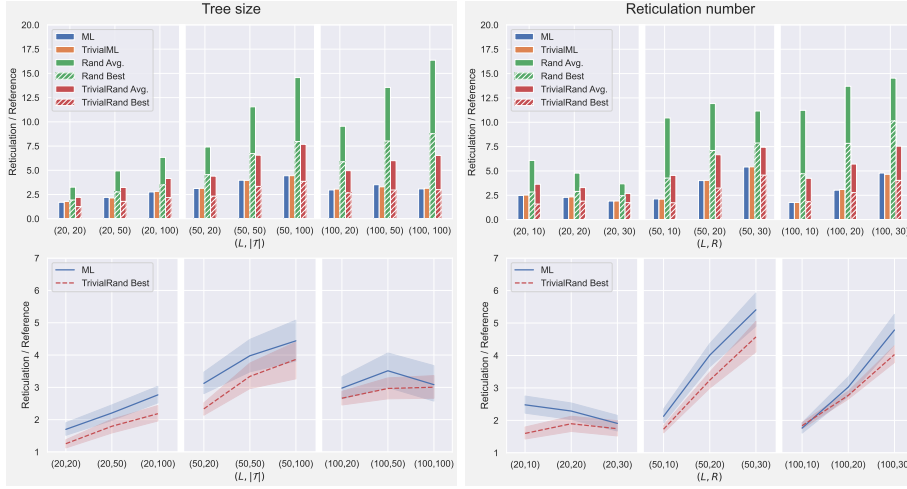 Tree size
Reticulation number
20.0
17.5
15.0
12.5
10.0
7.5
5.0
2.5
0.0
Reticulation / Reference
ML
TrivialML
Rand Avg.
Rand Best
TrivialRand Avg.
TrivialRand Best
(20, 20) (20, 50) (20, 100) (50, 20) (50, 50) (50, 100) (100, 20) (100, 50) (100, 100)
(L, |𝒯|)
20.0
17.5
15.0
12.5
10.0
7.5
5.0
2.5
0.0
Reticulation / Reference
ML
TrivialML
Rand Avg.
Rand Best
TrivialRand Avg.
TrivialRand Best
(20, 10) (20, 20) (20, 30) (50, 10) (50, 20) (50, 30) (100, 10) (100, 20) (100, 30)
(L, R)
7
6
5
4
3
2
1
Reticulation / Reference
ML
TrivialRand Best
(20,20) (20,50) (20,100) (50,20) (50,50) (50,100) (100,20) (100,50) (100,100)
(L, |𝒯|)
7
6
5
4
3
2
1
Reticulation / Reference
ML
TrivialRand Best
(20,10) (20,20) (20,30) (50,10) (50,20) (50,30) (100,10) (100,20) (100,30)
(L, R)